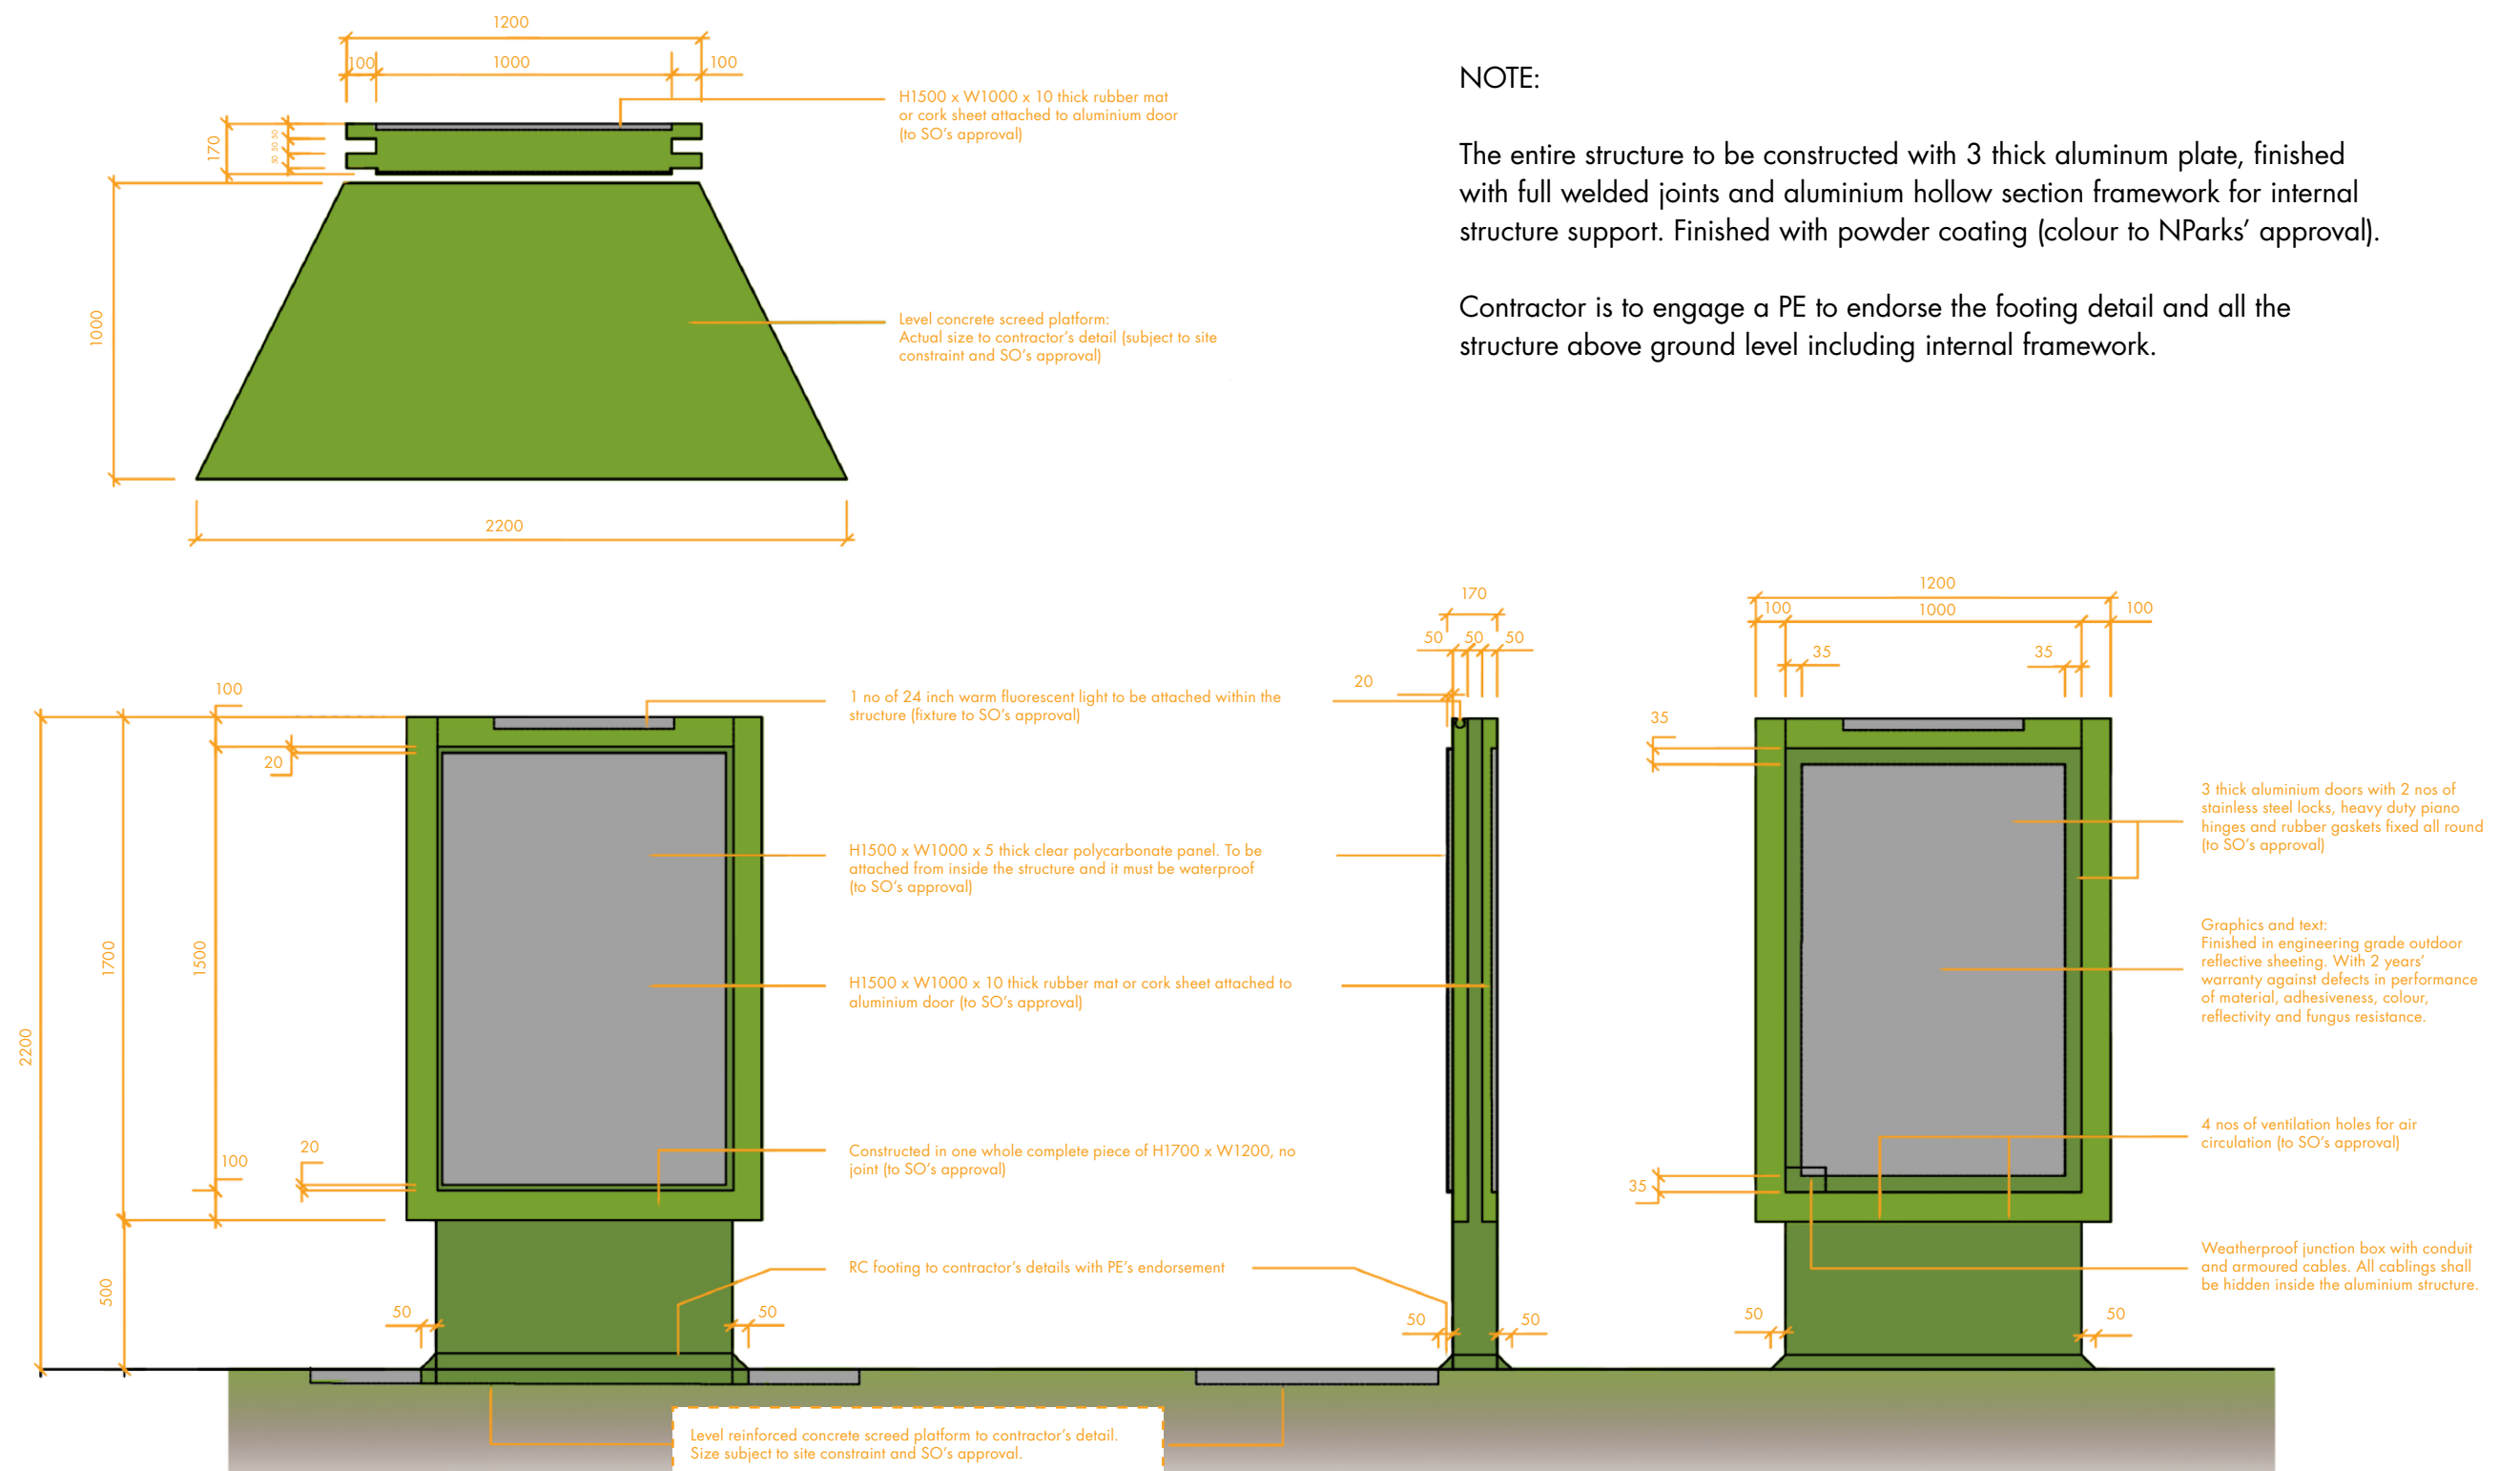 1200
100
1000
100
H1500 x W1000 x 10 thick rubber mat
or cork sheet attached to aluminium door
(to SO's approval)
170
50 50 50
1000
Level concrete screed platform:
Actual size to contractor's detail (subject to site
constraint and SO's approval)
2200
NOTE:
The entire structure to be constructed with 3 thick aluminum plate, finished
with full welded joints and aluminium hollow section framework for internal
structure support. Finished with powder coating (colour to NParks' approval).
Contractor is to engage a PE to endorse the footing detail and all the
structure above ground level including internal framework.
100
20
2200
1700
1500
100
20
500
50
50
1 no of 24 inch warm fluorescent light to be attached within the
structure (fixture to SO's approval)
H1500 x W1000 x 5 thick clear polycarbonate panel. To be
attached from inside the structure and it must be waterproof
(to SO's approval)
H1500 x W1000 x 10 thick rubber mat or cork sheet attached to
aluminium door (to SO's approval)
Constructed in one whole complete piece of H1700 x W1200, no
joint (to SO's approval)
RC footing to contractor's details with PE's endorsement
Level reinforced concrete screed platform to contractor's detail.
Size subject to site constraint and SO's approval.
170
50
50
50
20
50
50
1200
100
1000
100
35
35
35
35
50
50
3 thick aluminium doors with 2 nos of
stainless steel locks, heavy duty piano
hinges and rubber gaskets fixed all round
(to SO's approval)
Graphics and text:
Finished in engineering grade outdoor
reflective sheeting. With 2 years'
warranty against defects in performance
of material, adhesiveness, colour,
reflectivity and fungus resistance.
4 nos of ventilation holes for air
circulation (to SO's approval)
Weatherproof junction box with conduit
and armoured cables. All cablings shall
be hidden inside the aluminium structure.